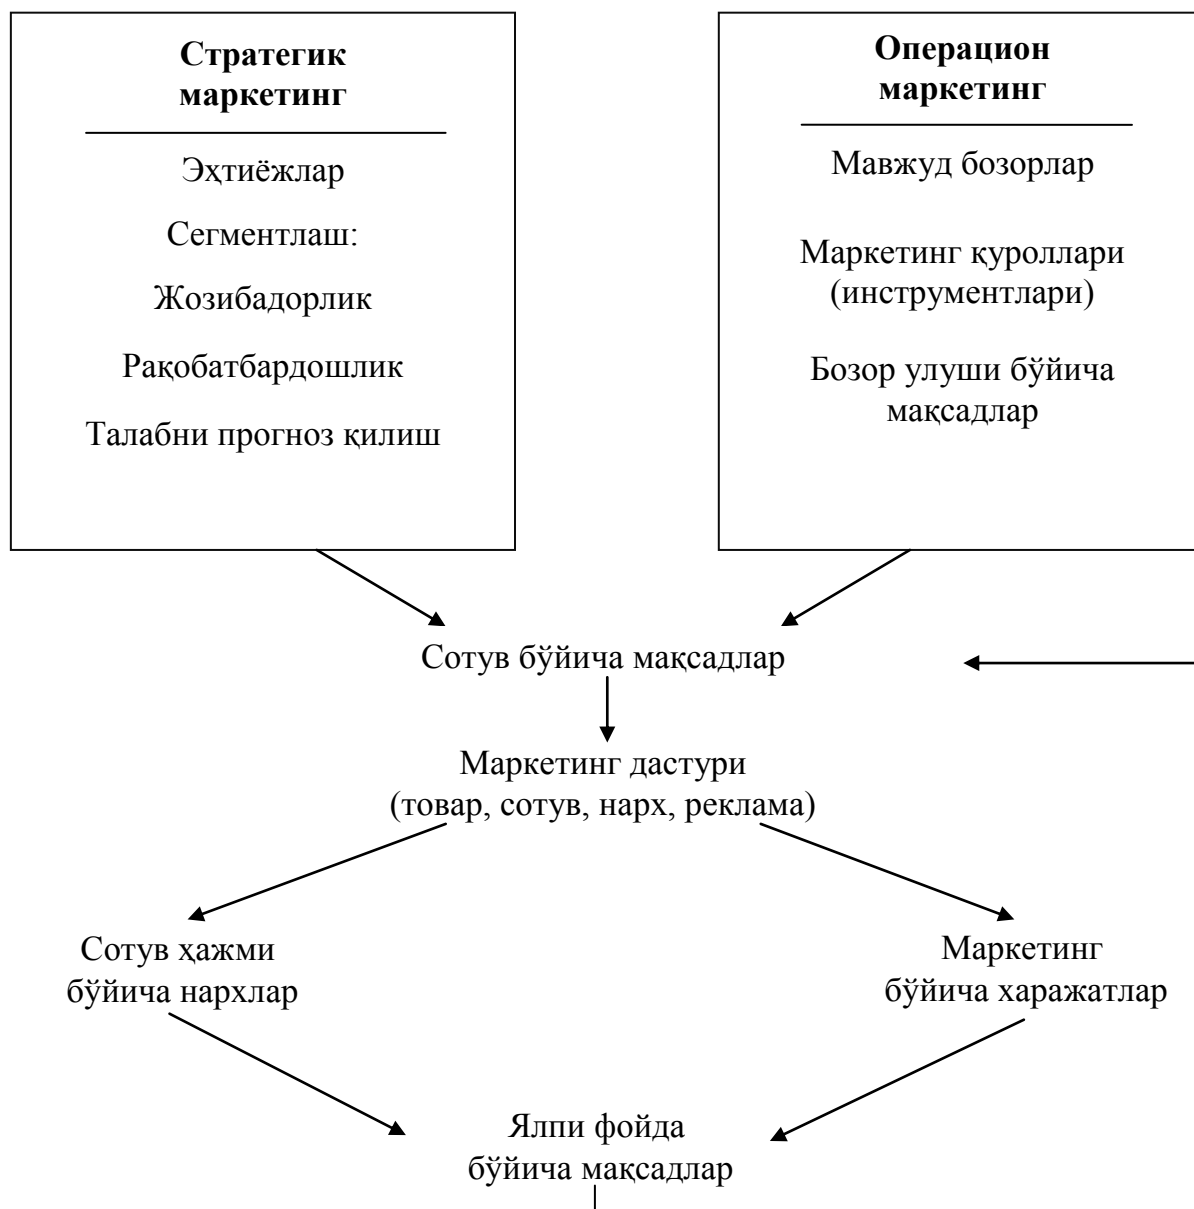 Стратегик
маркетинг
Эҳтиёжлар
Сегментлаш:
Жозибадорлик
Рақобатбардошлик
Талабни прогноз қилиш
Операцион
маркетинг
Мавжуд бозорлар
Маркетинг қуроллари
(инструментлари)
Бозор улуши бўйича
мақсадлар
Сотув бўйича мақсадлар
Маркетинг дастури
(товар, сотув, нарх, реклама)
Сотув ҳажми
бўйича нархлар
Маркетинг
бўйича харажатлар
Ялпи фойда
бўйича мақсадлар